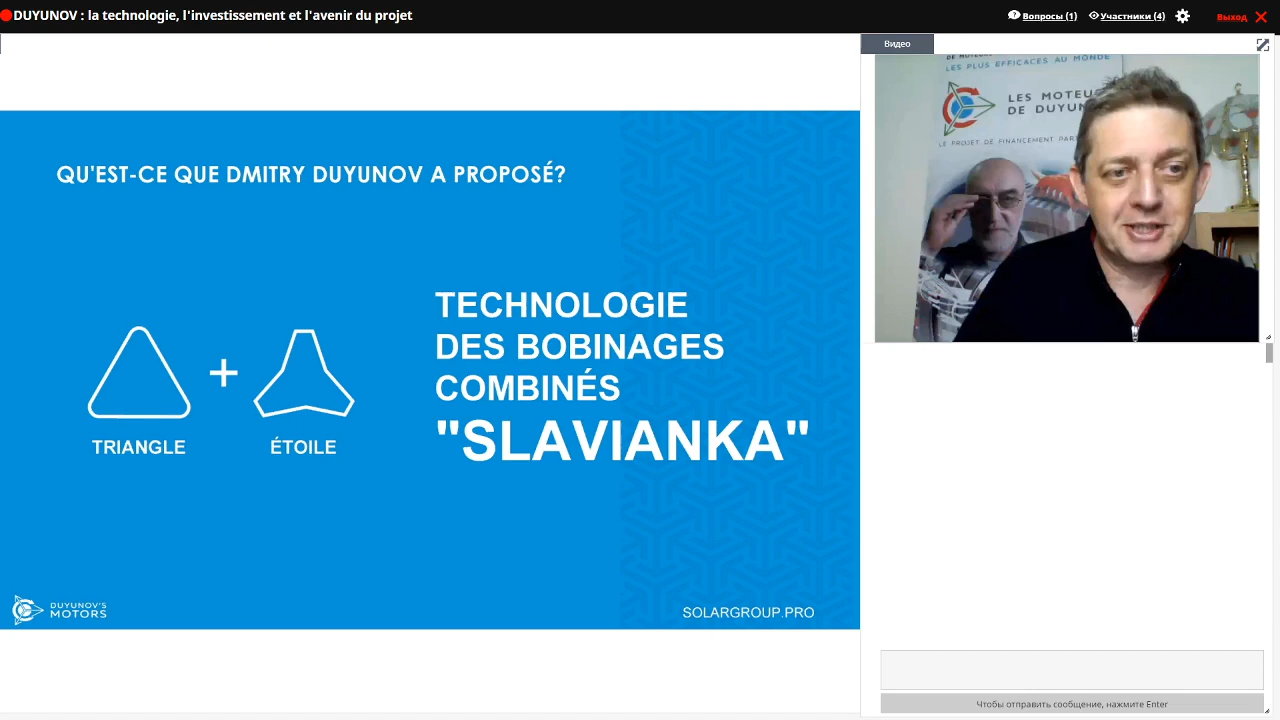 DUYUNOV : la technologie, l'investissement et l'avenir du projet
Вопросы (1)
Участники (4)
Выход
Видео
LES PLUS EFFICACES AU MONDE
LES MOTEU
DE DUYUN
LE PROJET DE FINANCEMENT PAR
QU'EST-CE QUE DMITRY DUYUNOV A PROPOSÉ?
TECHNOLOGIE
DES BOBINAGES
COMBINÉS
"SLAVIANKA"
+
TRIANGLE
ÉTOILE
DUYUNOV'S
MOTORS
SOLARGROUP.PRO
Чтобы отправить сообщение, нажмите Enter